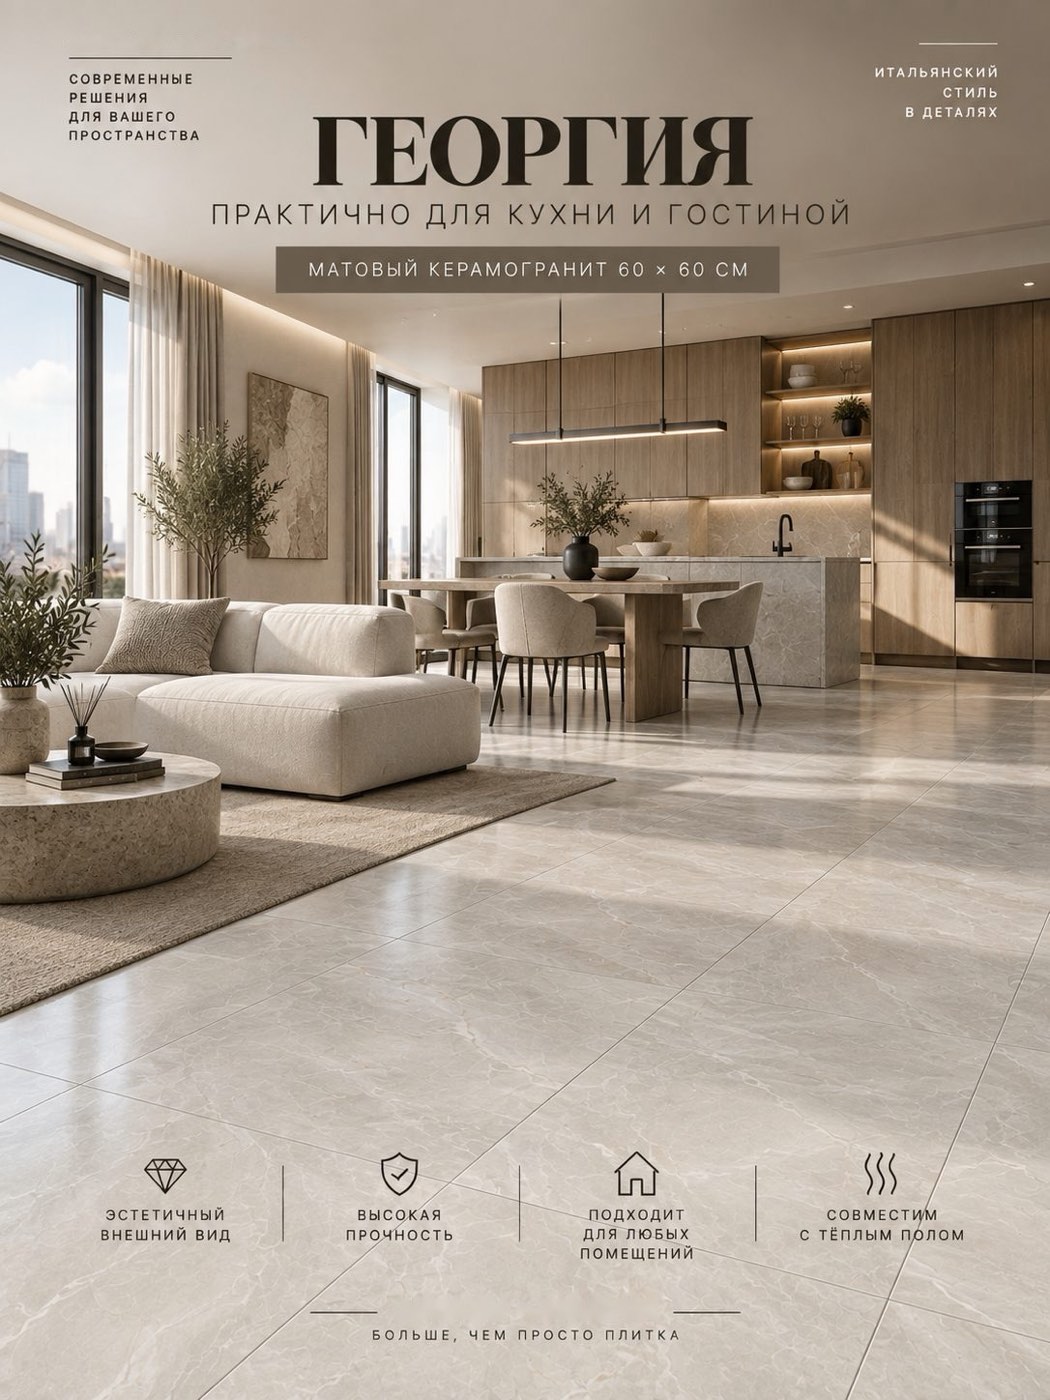 СОВРЕМЕННЫЕ
РЕШЕНИЯ
ДЛЯ ВАШЕГО
ПРОСТРАНСТВА
ИТАЛЬЯНСКИЙ
СТИЛЬ
В ДЕТАЛЯХ
ГЕОРГИЯ
ПРАКТИЧНО ДЛЯ КУХНИ И ГОСТИНОЙ
МАТОВЫЙ КЕРАМОГРАНИТ 60 × 60 СМ
ЭСТЕТИЧНЫЙ
ВНЕШНИЙ ВИД
ВЫСОКАЯ
ПРОЧНОСТЬ
ПОДХОДИТ
ДЛЯ ЛЮБЫХ
ПОМЕЩЕНИЙ
СОВМЕСТИМ
С ТЁПЛЫМ ПОЛОМ
БОЛЬШЕ, ЧЕМ ПРОСТО ПЛИТКА